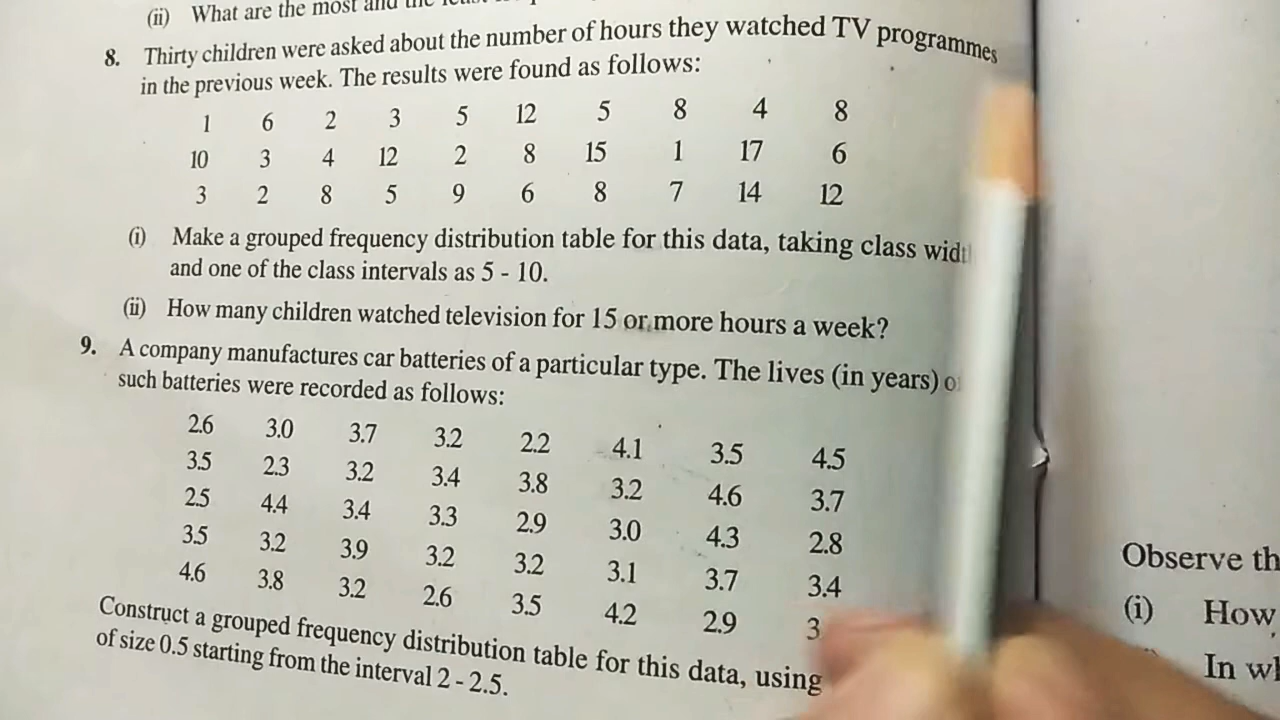 (ii) What are the most and the
8. Thirty children were asked about the number of hours they watched TV programmes
in the previous week. The results were found as follows:
1 6 2 3 5 12 5 8 4 8
10 3 4 12 2 8 15 1 17 6
3 2 8 5 9 6 8 7 14 12
(i) Make a grouped frequency distribution table for this data, taking class
and one of the class intervals as 5 - 10.
(ii) How many children watched television for 15 or more hours a week?
9. A company manufactures car batteries of a particular type. The lives (in years)
such batteries were recorded as follows:
2.6 3.0 3.7 3.2 2.2 4.1 3.5 4.5
3.5 2.3 3.2 3.4 3.8 3.2 4.6 3.7
2.5 4.4 3.4 3.3 2.9 3.0 4.3 2.8
3.5 3.2 3.9 3.2 3.2 3.1 3.7 3.4
4.6 3.8 3.2 2.6 3.5 4.2 2.9 3
Construct a grouped frequency distribution table for this data, using
of size 0.5 starting from the interval 2 - 2.5.
Observe th
(i) How
In wh